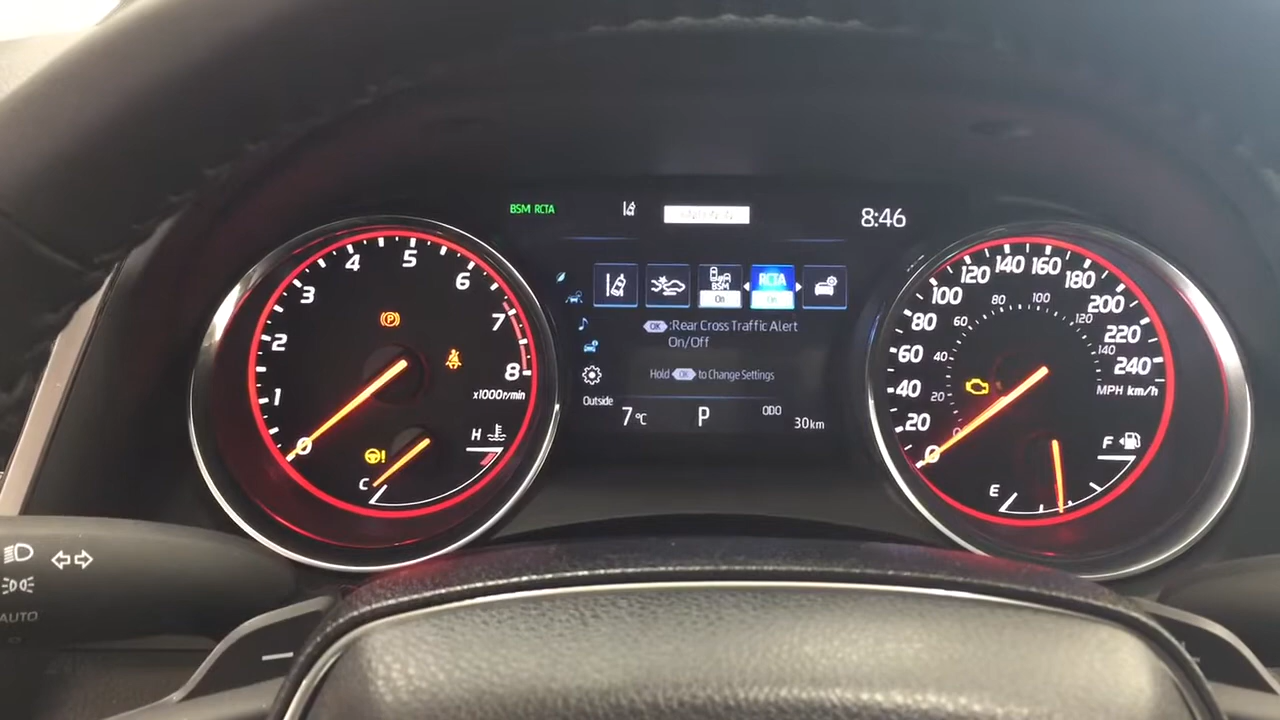 BSM RCTA
8:46
BSM
On
RCTA
On
OK :Rear Cross Traffic Alert
On/Off
Hold OK to Change Settings
Outside
7°C
P
ODO
30km
0
1
2
3
4
5
6
7
8
x1000r/min
P
H
C
0
20
40
60
80
100
120
140
160
180
200
220
240
0
20
40
60
80
100
120
140
MPH km/h
E
F
AUTO